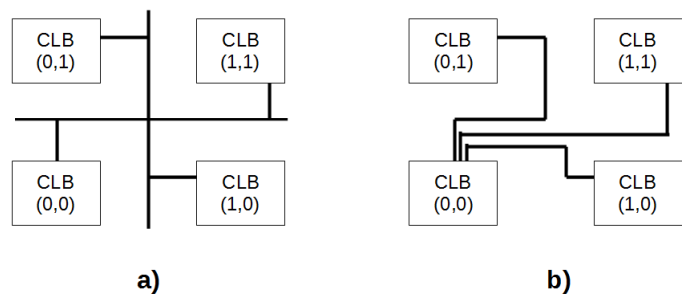 CLB
(0,1)
CLB
(1,1)
CLB
(0,1)
CLB
(1,1)
CLB
(0,0)
CLB
(1,0)
CLB
(0,0)
CLB
(1,0)
a)
b)